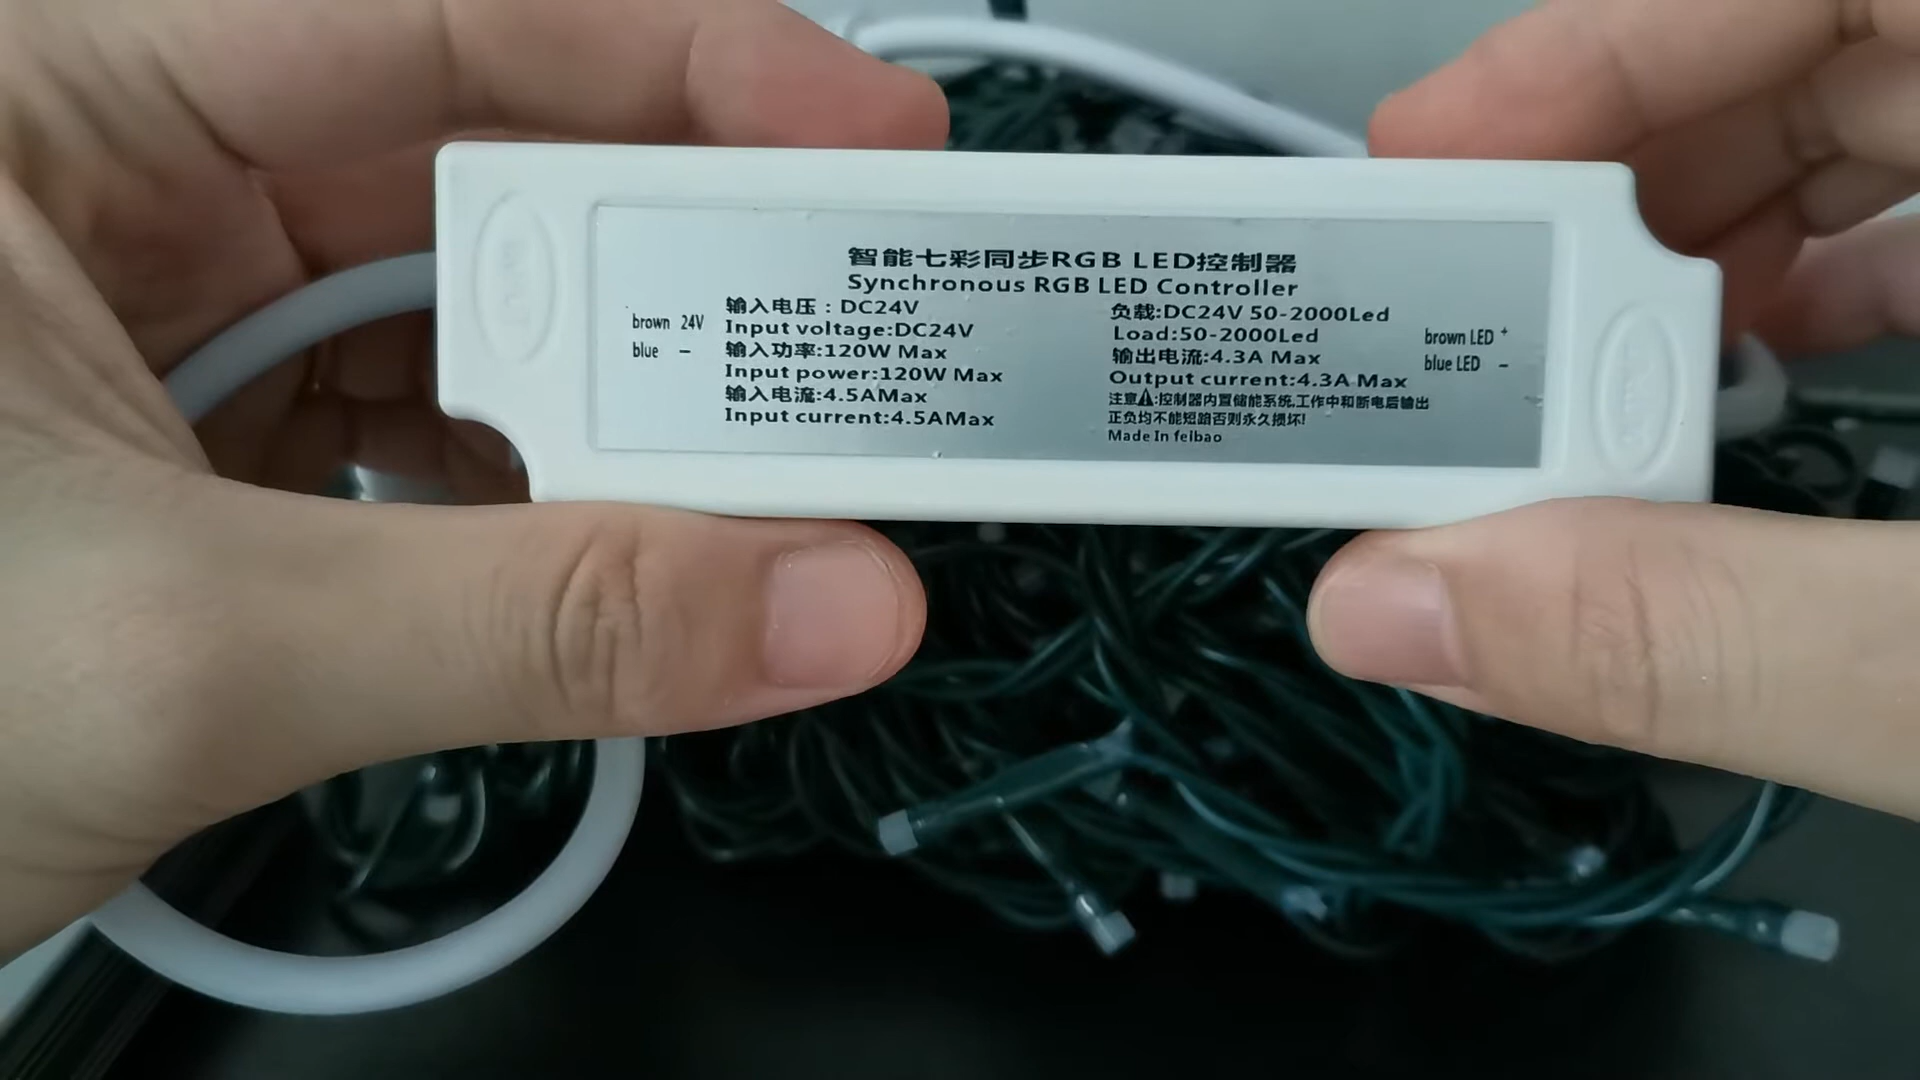 智能七彩同步RGB LED控制器
Synchronous RGB LED Controller
brown 24V
blue －
输入电压：DC24V
Input voltage:DC24V
输入功率:120W Max
Input power:120W Max
输入电流:4.5AMax
Input current:4.5AMax
负载:DC24V 50-2000Led
Load:50-2000Led
输出电流:4.3A Max
Output current:4.3A Max
注意⚠:控制器内置储能系统,工作中和断电后输出
正负均不能短路否则永久损坏!
Made In feibao
brown LED +
blue LED －